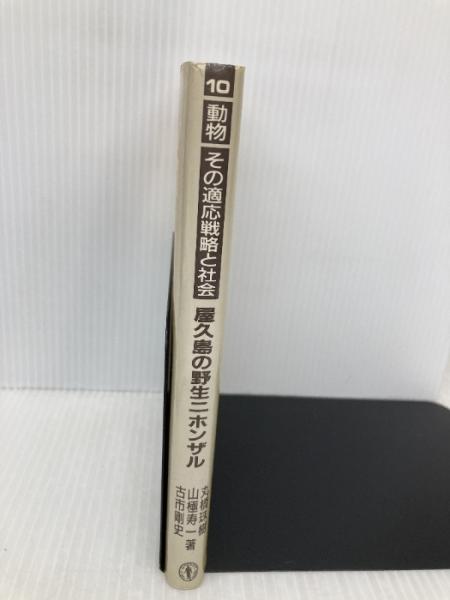 10
動物
その適応戦略と社会
屋久島の野生ニホンザル
丸橋珠樹
山極寿一
古市剛史
著